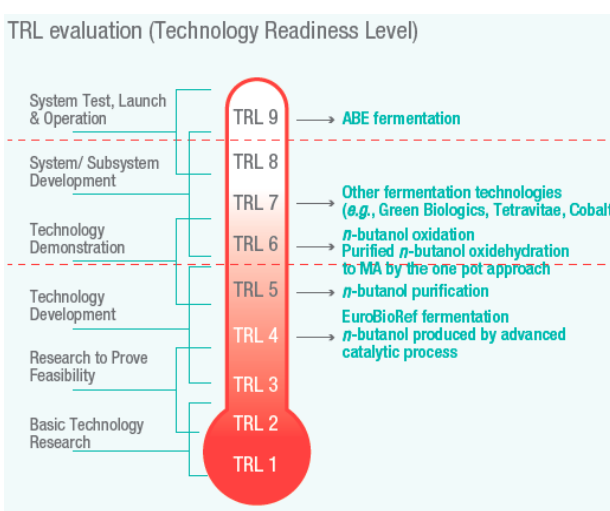 TRL evaluation (Technology Readiness Level)
System Test, Launch
& Operation
TRL 9
ABE fermentation
System/ Subsystem
Development
TRL 8
TRL 7
Other fermentation technologies
(e.g., Green Biologics, Tetravitae, Cobalt
Technology
Demonstration
TRL 6
n-butanol oxidation
Purified n-butanol oxidehydration
to MA by the one pot approach
Technology
Development
TRL 5
n-butanol purification
TRL 4
EuroBioRef fermentation
n-butanol produced by advanced
catalytic process
Research to Prove
Feasibility
TRL 3
Basic Technology
Research
TRL 2
TRL 1